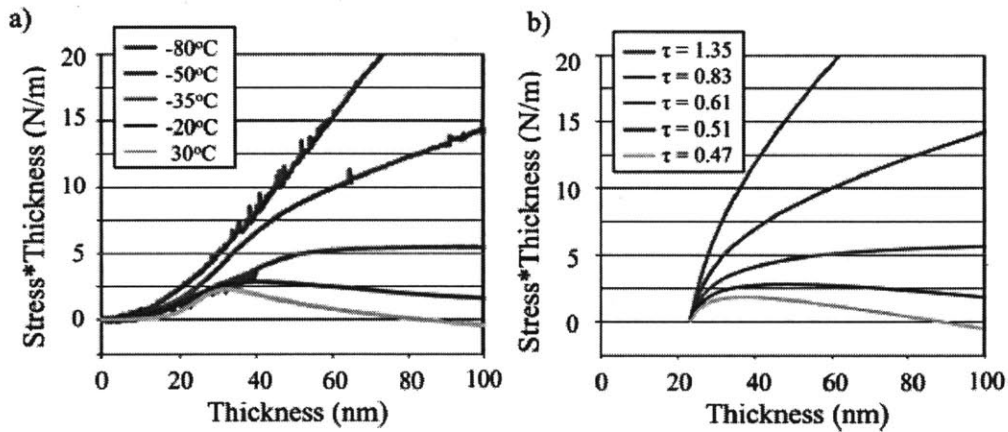 a)
-80°C
-50°C
-35°C
-20°C
30°C
Stress*Thickness (N/m)
20
15
10
5
0
0 20 40 60 80 100
Thickness (nm)
b)
τ = 1.35
τ = 0.83
τ = 0.61
τ = 0.51
τ = 0.47
Stress*Thickness (N/m)
20
15
10
5
0
0 20 40 60 80 100
Thickness (nm)